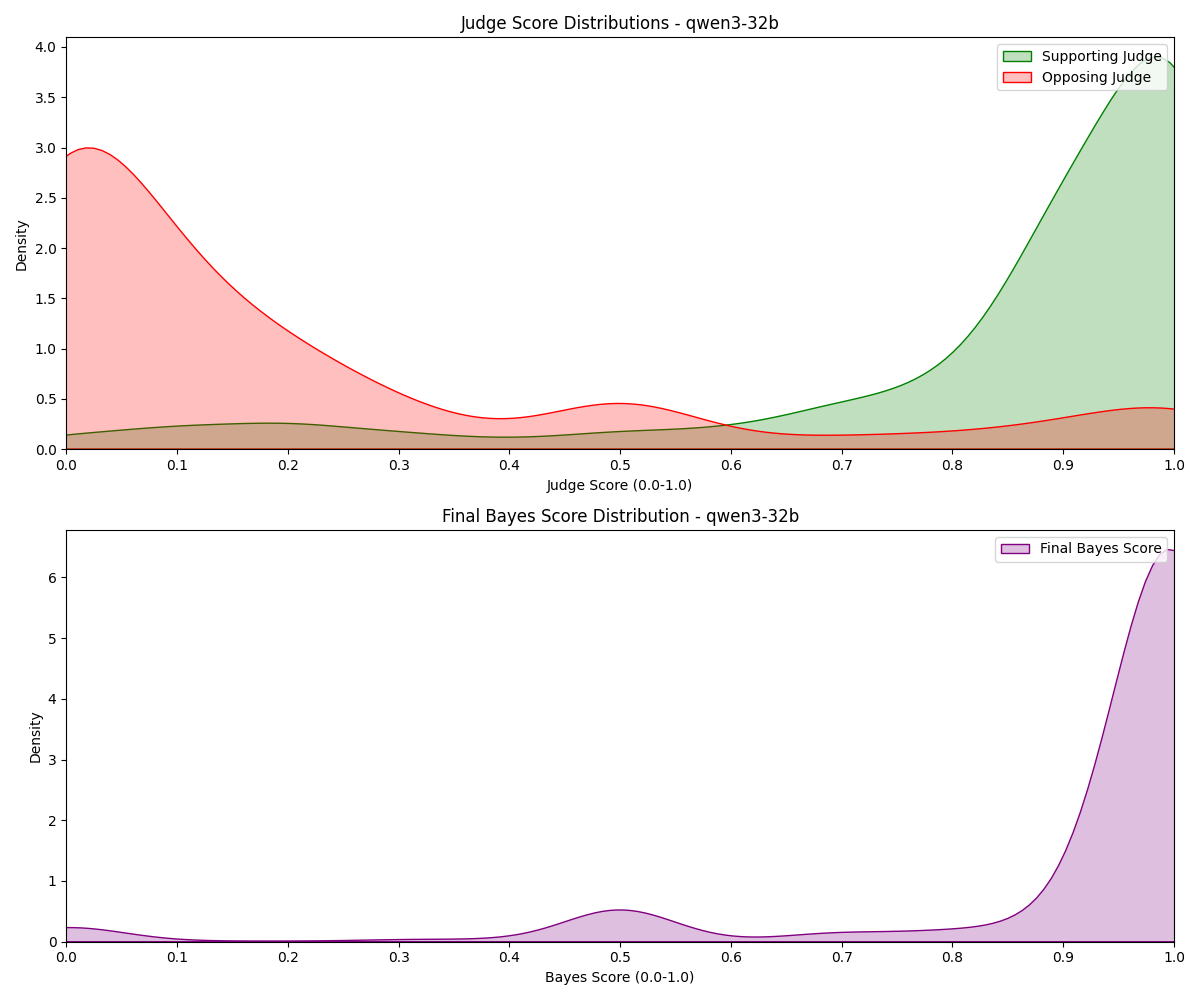 Judge Score Distributions - qwen3-32b
Supporting Judge
Opposing Judge
Density
4.0
3.5
3.0
2.5
2.0
1.5
1.0
0.5
0.0
0.0 0.1 0.2 0.3 0.4 0.5 0.6 0.7 0.8 0.9 1.0
Judge Score (0.0-1.0)
Final Bayes Score Distribution - qwen3-32b
Final Bayes Score
Density
6
5
4
3
2
1
0
0.0 0.1 0.2 0.3 0.4 0.5 0.6 0.7 0.8 0.9 1.0
Bayes Score (0.0-1.0)